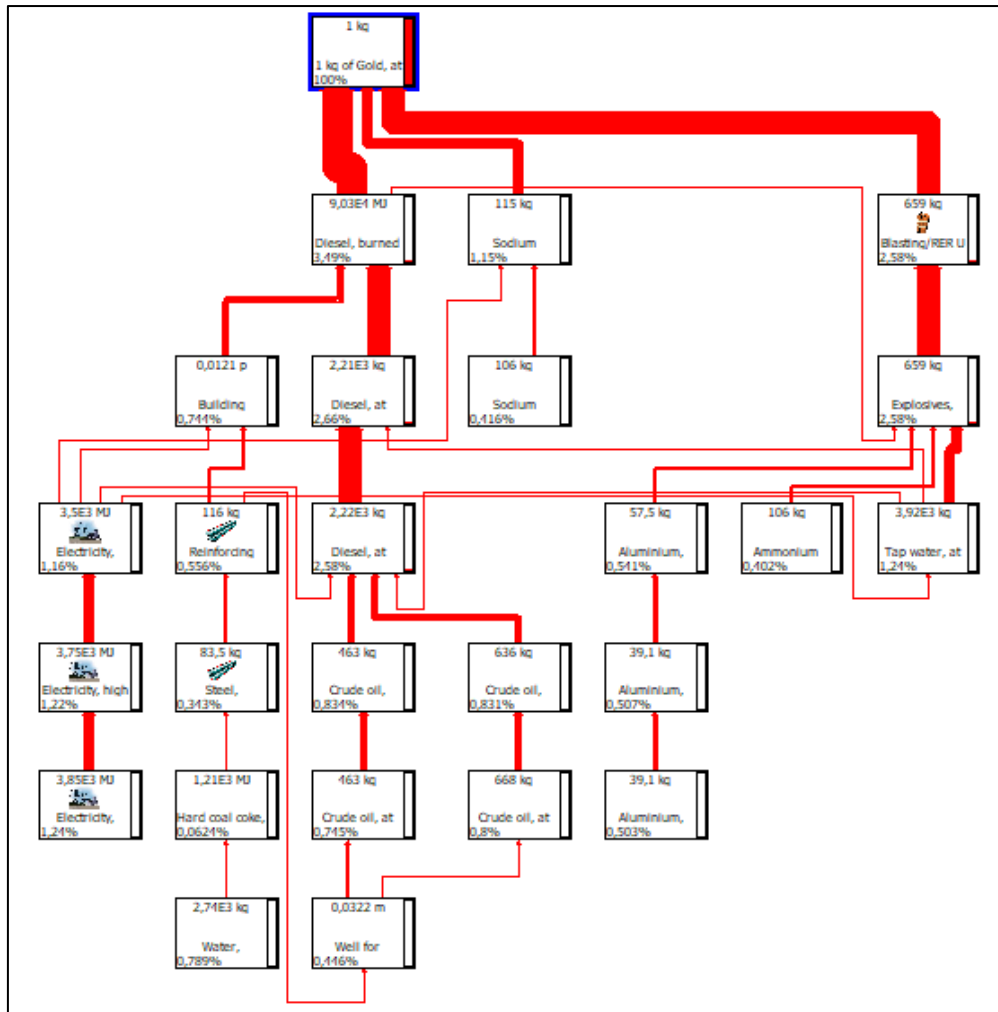 1 kg
1 kg of Gold, at
100%
9,03E4 MJ
Diesel, burned
3,49%
115 kg
Sodium
1,15%
659 kg
Blasting/RER U
2,58%
0,0121 p
Building
0,744%
2,21E3 kg
Diesel, at
2,66%
106 kg
Sodium
0,416%
659 kg
Explosives,
2,58%
3,5E3 MJ
Electricity,
1,16%
116 kg
Reinforcing
0,556%
2,22E3 kg
Diesel, at
2,58%
57,5 kg
Aluminium,
0,541%
106 kg
Ammonium
0,402%
3,92E3 kg
Tap water, at
1,24%
3,75E3 MJ
Electricity, high
1,22%
83,5 kg
Steel,
0,343%
463 kg
Crude oil,
0,834%
636 kg
Crude oil,
0,831%
39,1 kg
Aluminium,
0,507%
3,85E3 MJ
Electricity,
1,24%
1,21E3 MJ
Hard coal coke,
0,0624%
463 kg
Crude oil, at
0,745%
668 kg
Crude oil, at
0,8%
39,1 kg
Aluminium,
0,503%
2,74E3 kg
Water,
0,789%
0,0322 m
Well for
0,446%